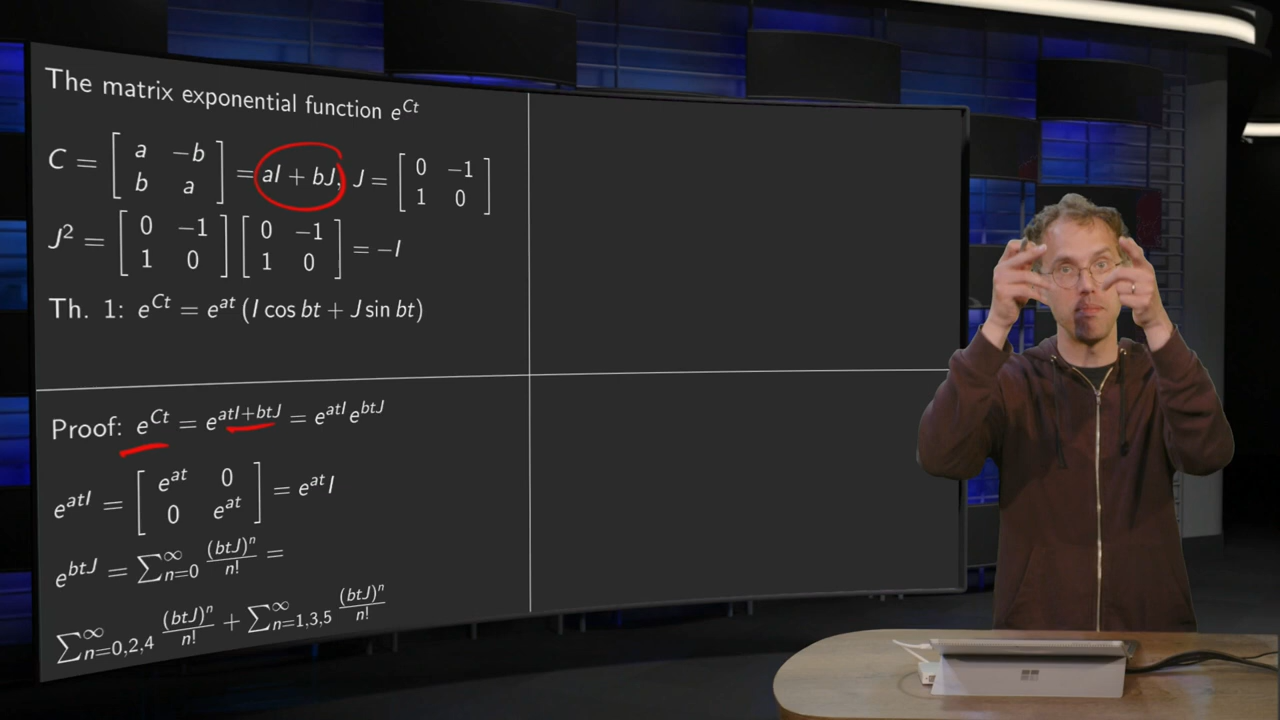 The matrix exponential function e^{Ct}
C = [ a −b ; b a ] = aI + bJ, J = [ 0 −1 ; 1 0 ]
J² = [ 0 −1 ; 1 0 ] [ 0 −1 ; 1 0 ] = −I
Th. 1: e^{Ct} = e^{at} (I cos bt + J sin bt)
Proof: e^{Ct} = e^{atI+btJ} = e^{atI} e^{btJ}
e^{atI} = [ e^{at} 0 ; 0 e^{at} ] = e^{at} I
e^{btJ} = ∑_{n=0}^{∞} (btJ)^n / n! =
∑_{n=0,2,4}^{∞} (btJ)^n / n! + ∑_{n=1,3,5}^{∞} (btJ)^n / n!